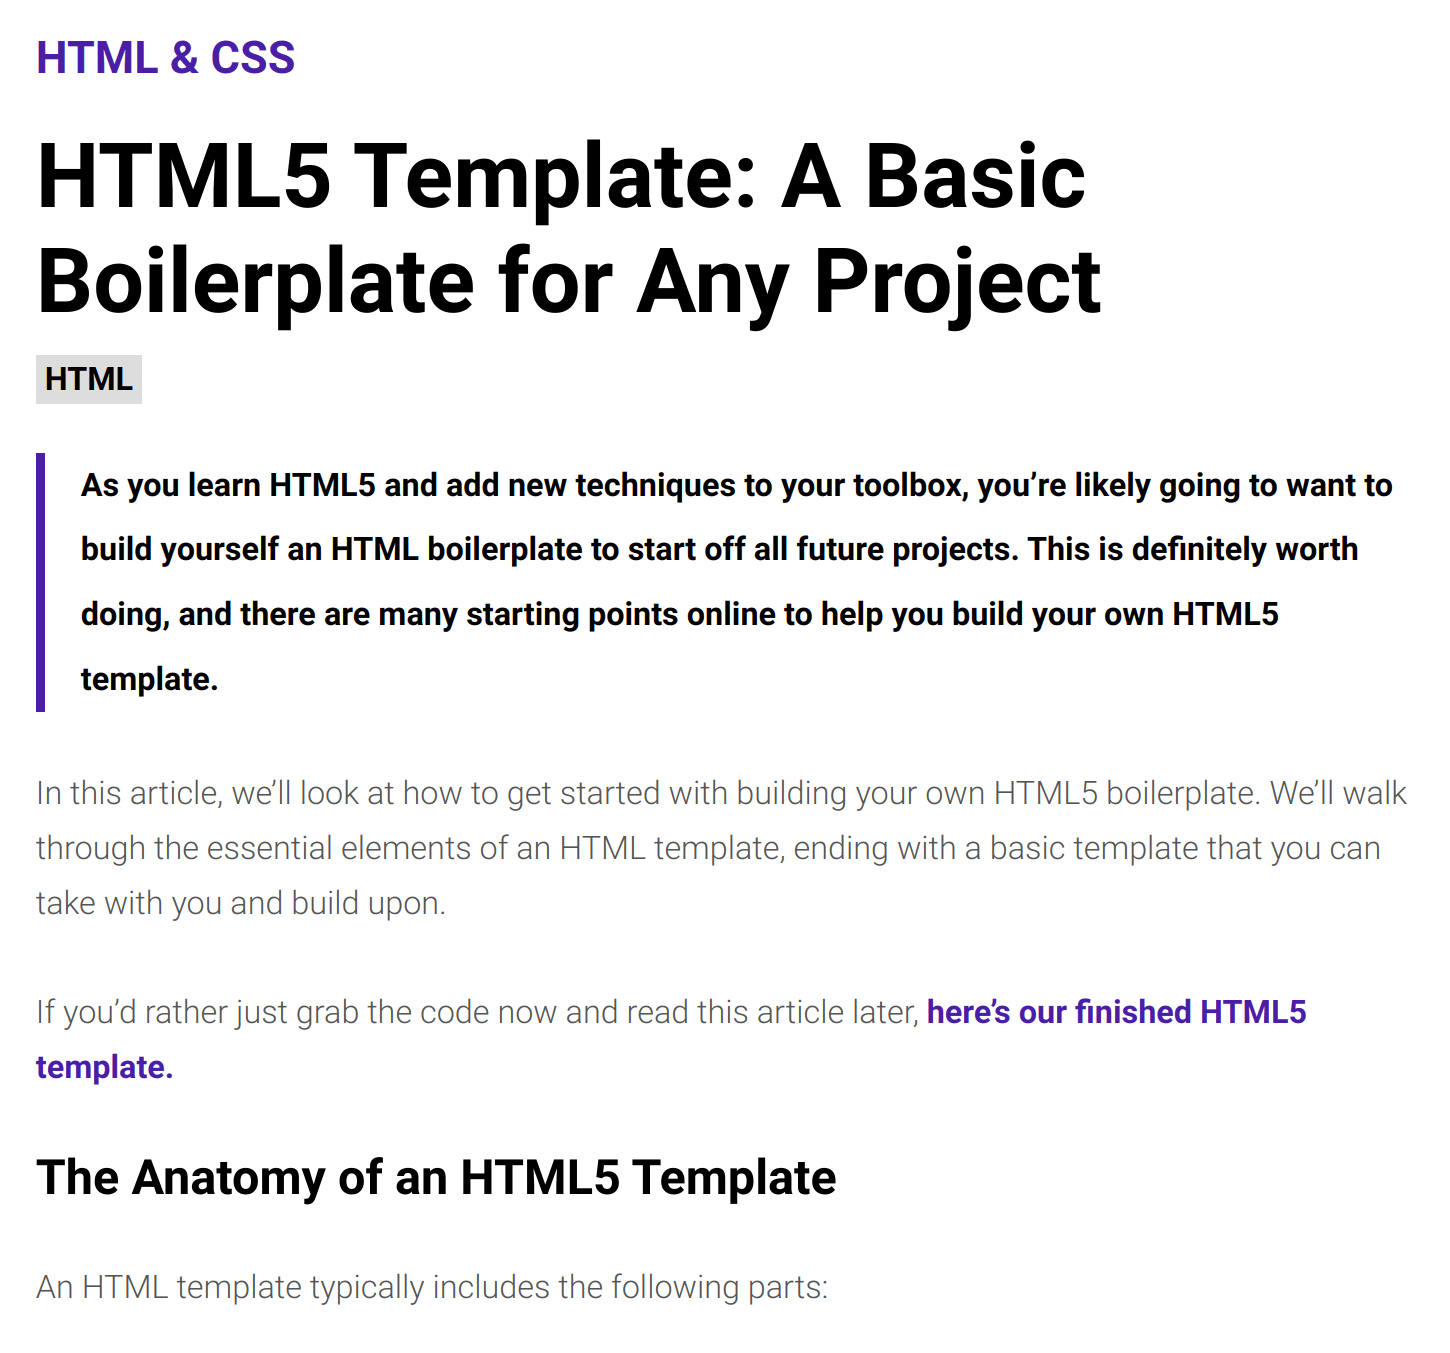 HTML & CSS
HTML5 Template: A Basic
Boilerplate for Any Project
HTML
As you learn HTML5 and add new techniques to your toolbox, you’re likely going to want to
build yourself an HTML boilerplate to start off all future projects. This is definitely worth
doing, and there are many starting points online to help you build your own HTML5
template.
In this article, we’ll look at how to get started with building your own HTML5 boilerplate. We’ll walk
through the essential elements of an HTML template, ending with a basic template that you can
take with you and build upon.
If you’d rather just grab the code now and read this article later, here’s our finished HTML5
template.
The Anatomy of an HTML5 Template
An HTML template typically includes the following parts: